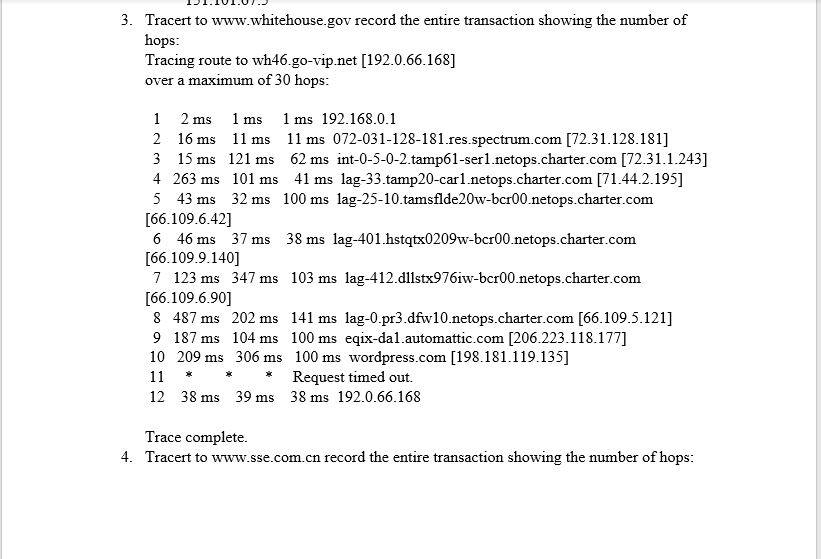 3. Tracert to www.whitehouse.gov record the entire transaction showing the number of
hops:
Tracing route to wh46.go-vip.net [192.0.66.168]
over a maximum of 30 hops:
1 2 ms 1 ms 1 ms 192.168.0.1
2 16 ms 11 ms 11 ms 072-031-128-181.res.spectrum.com [72.31.128.181]
3 15 ms 121 ms 62 ms int-0-5-0-2.tamp61-ser1.netops.charter.com [72.31.1.243]
4 263 ms 101 ms 41 ms lag-33.tamp20-car1.netops.charter.com [71.44.2.195]
5 43 ms 32 ms 100 ms lag-25-10.tamsflde20w-bcr00.netops.charter.com
[66.109.6.42]
6 46 ms 37 ms 38 ms lag-401.hstqtx0209w-bcr00.netops.charter.com
[66.109.9.140]
7 123 ms 347 ms 103 ms lag-412.dllstx976iw-bcr00.netops.charter.com
[66.109.6.90]
8 487 ms 202 ms 141 ms lag-0.pr3.dfw10.netops.charter.com [66.109.5.121]
9 187 ms 104 ms 100 ms eqix-da1.automattic.com [206.223.118.177]
10 209 ms 306 ms 100 ms wordpress.com [198.181.119.135]
11 * * * Request timed out.
12 38 ms 39 ms 38 ms 192.0.66.168
Trace complete.
4. Tracert to www.sse.com.cn record the entire transaction showing the number of hops: